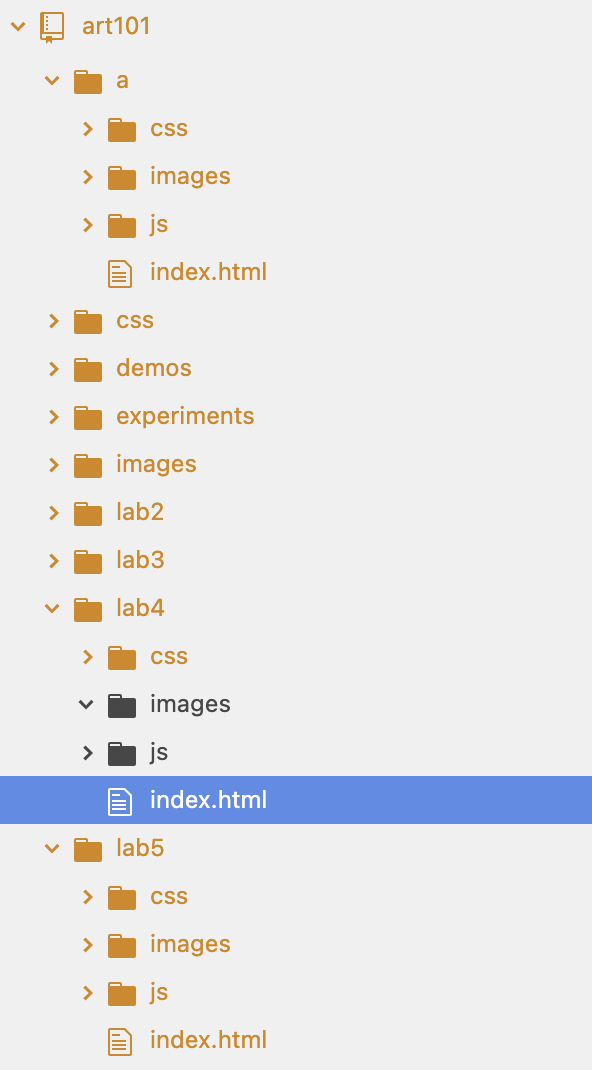 art101
a
css
images
js
index.html
css
demos
experiments
images
lab2
lab3
lab4
css
images
js
index.html
lab5
css
images
js
index.html